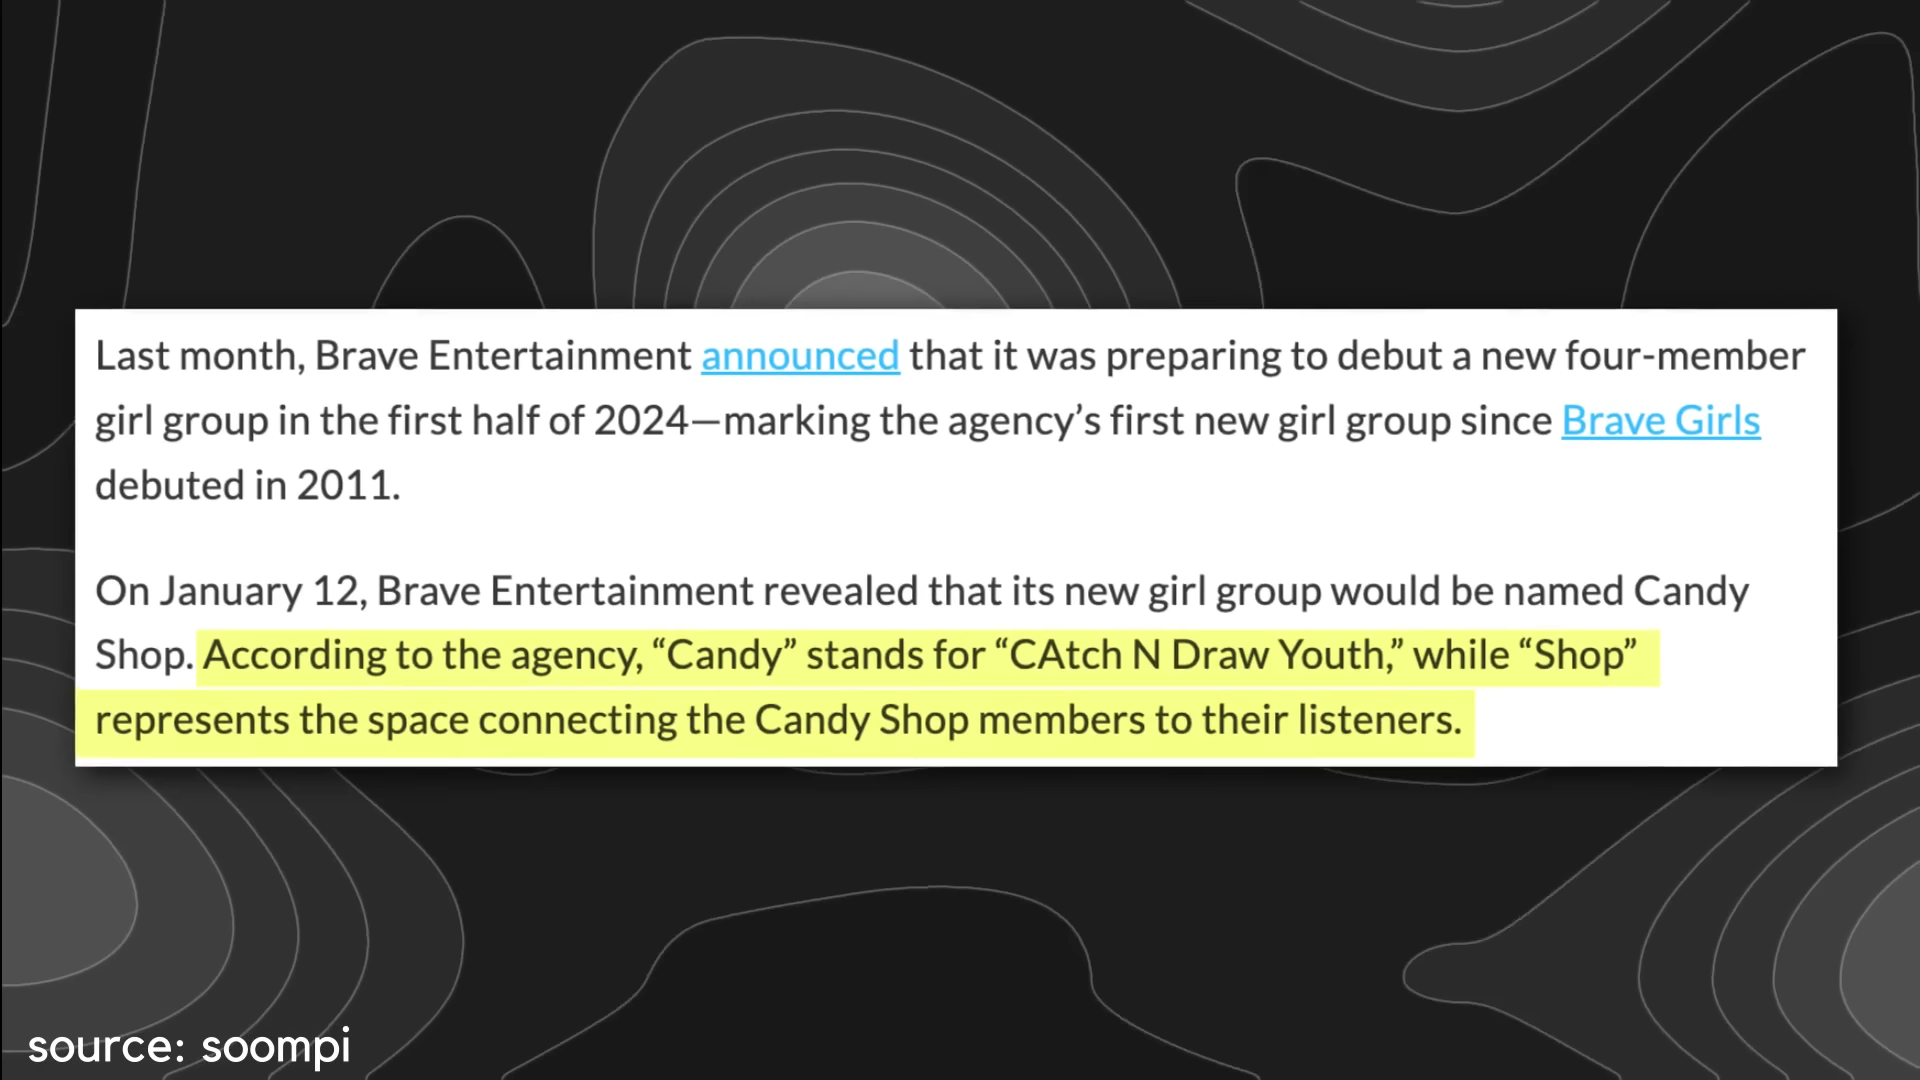 Last month, Brave Entertainment announced that it was preparing to debut a new four-member
girl group in the first half of 2024—marking the agency’s first new girl group since Brave Girls
debuted in 2011.
On January 12, Brave Entertainment revealed that its new girl group would be named Candy
Shop. According to the agency, “Candy” stands for “CAtch N Draw Youth,” while “Shop”
represents the space connecting the Candy Shop members to their listeners.
source: soompi